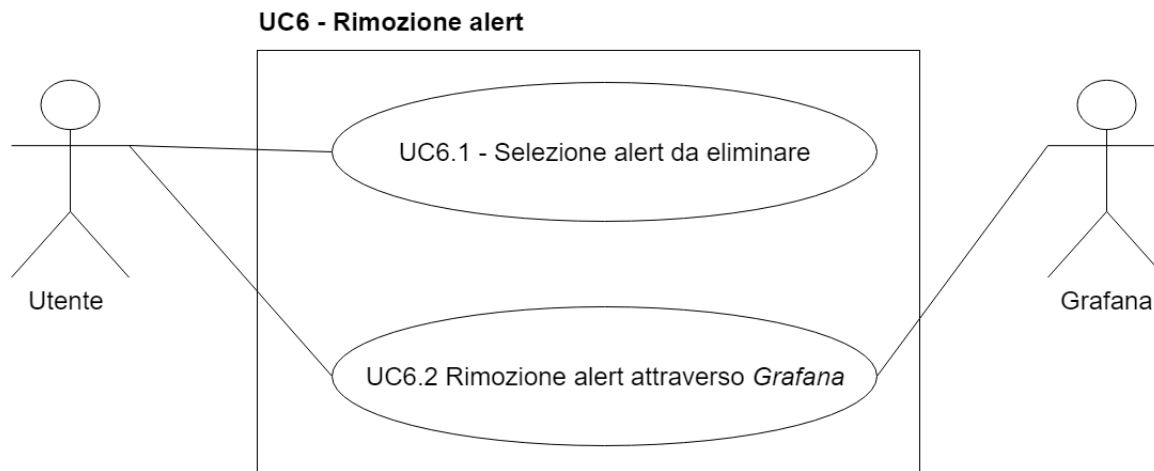 UC6 - Rimozione alert
UC6.1 - Selezione alert da eliminare
Utente
Grafana
UC6.2 Rimozione alert attraverso Grafana